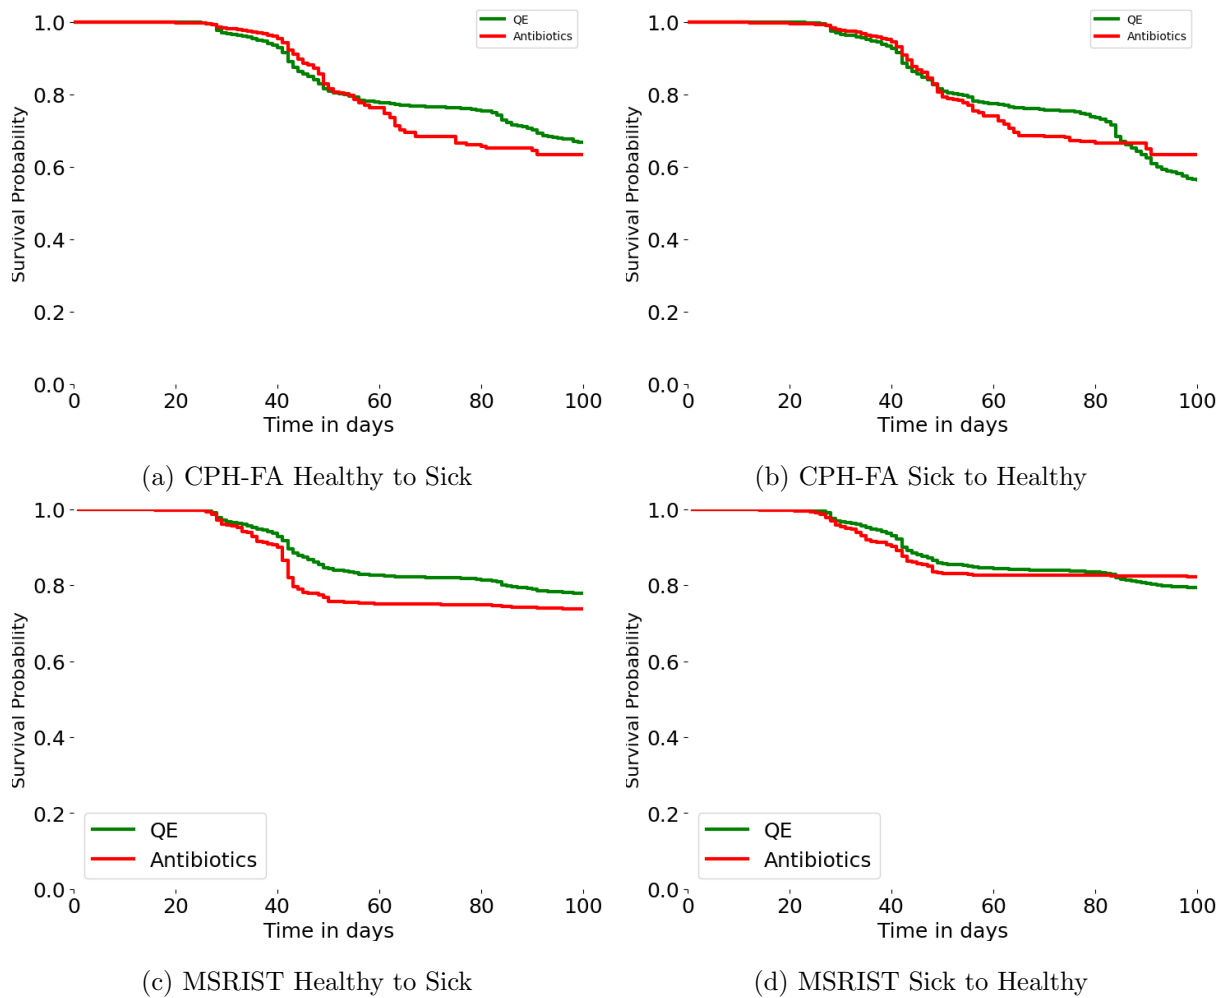 QE
Antibiotics
Survival Probability
1.0
0.8
0.6
0.4
0.2
0.0
0 20 40 60 80 100
Time in days
(a) CPH-FA Healthy to Sick
QE
Antibiotics
Survival Probability
1.0
0.8
0.6
0.4
0.2
0.0
0 20 40 60 80 100
Time in days
(b) CPH-FA Sick to Healthy
Survival Probability
1.0
0.8
0.6
0.4
0.2
0.0
QE
Antibiotics
0 20 40 60 80 100
Time in days
(c) MSRIST Healthy to Sick
Survival Probability
1.0
0.8
0.6
0.4
0.2
0.0
QE
Antibiotics
0 20 40 60 80 100
Time in days
(d) MSRIST Sick to Healthy